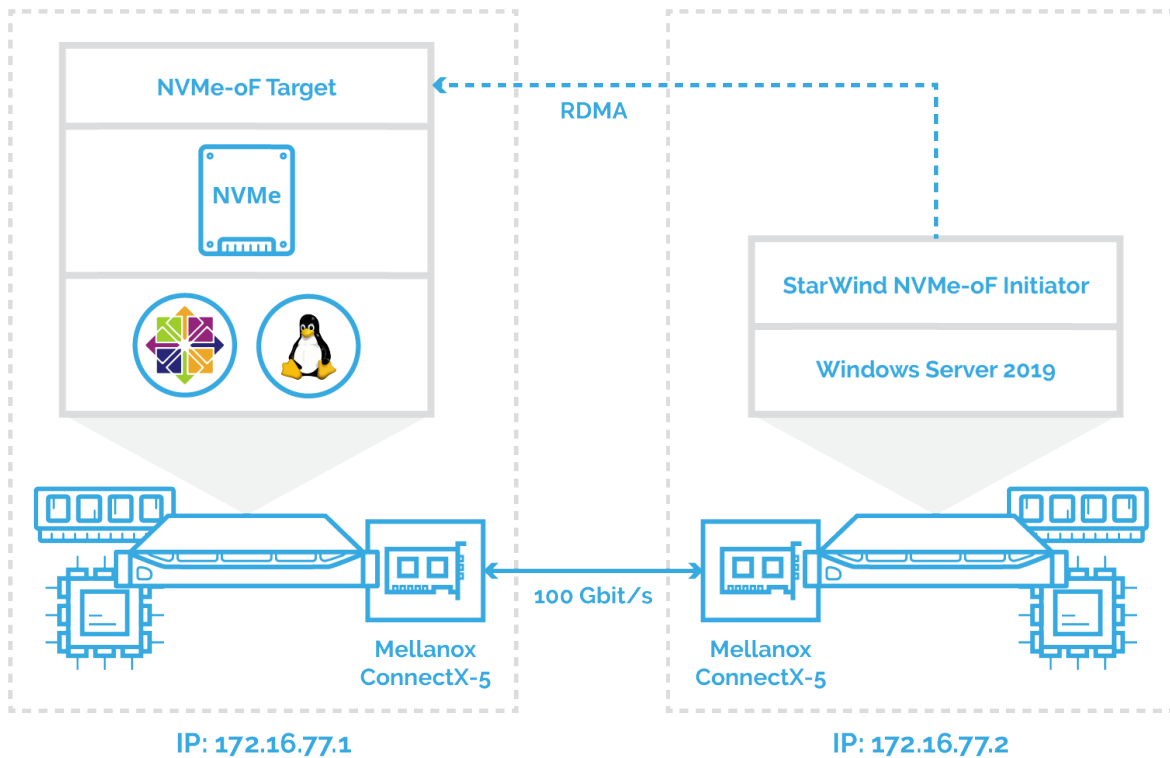 NVMe-oF Target
RDMA
NVMe
StarWind NVMe-oF Initiator
Windows Server 2019
100 Gbit/s
Mellanox
ConnectX-5
Mellanox
ConnectX-5
IP: 172.16.77.1
IP: 172.16.77.2